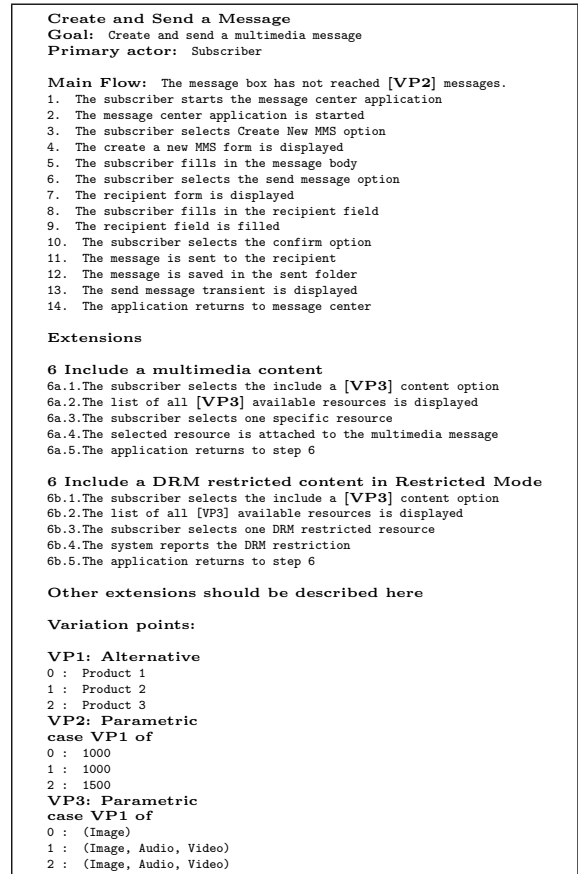 Create and Send a Message
Goal: Create and send a multimedia message
Primary actor: Subscriber
Main Flow: The message box has not reached [VP2] messages.
1. The subscriber starts the message center application
2. The message center application is started
3. The subscriber selects Create New MMS option
4. The create a new MMS form is displayed
5. The subscriber fills in the message body
6. The subscriber selects the send message option
7. The recipient form is displayed
8. The subscriber fills in the recipient field
9. The recipient field is filled
10. The subscriber selects the confirm option
11. The message is sent to the recipient
12. The message is saved in the sent folder
13. The send message transient is displayed
14. The application returns to message center
Extensions
6 Include a multimedia content
6a.1.The subscriber selects the include a [VP3] content option
6a.2.The list of all [VP3] available resources is displayed
6a.3.The subscriber selects one specific resource
6a.4.The selected resource is attached to the multimedia message
6a.5.The application returns to step 6
6 Include a DRM restricted content in Restricted Mode
6b.1.The subscriber selects the include a [VP3] content option
6b.2.The list of all [VP3] available resources is displayed
6b.3.The subscriber selects one DRM restricted resource
6b.4.The system reports the DRM restriction
6b.5.The application returns to step 6
Other extensions should be described here
Variation points:
VP1: Alternative
0 : Product 1
1 : Product 2
2 : Product 3
VP2: Parametric
case VP1 of
0 : 1000
1 : 1000
2 : 1500
VP3: Parametric
case VP1 of
0 : (Image)
1 : (Image, Audio, Video)
2 : (Image, Audio, Video)